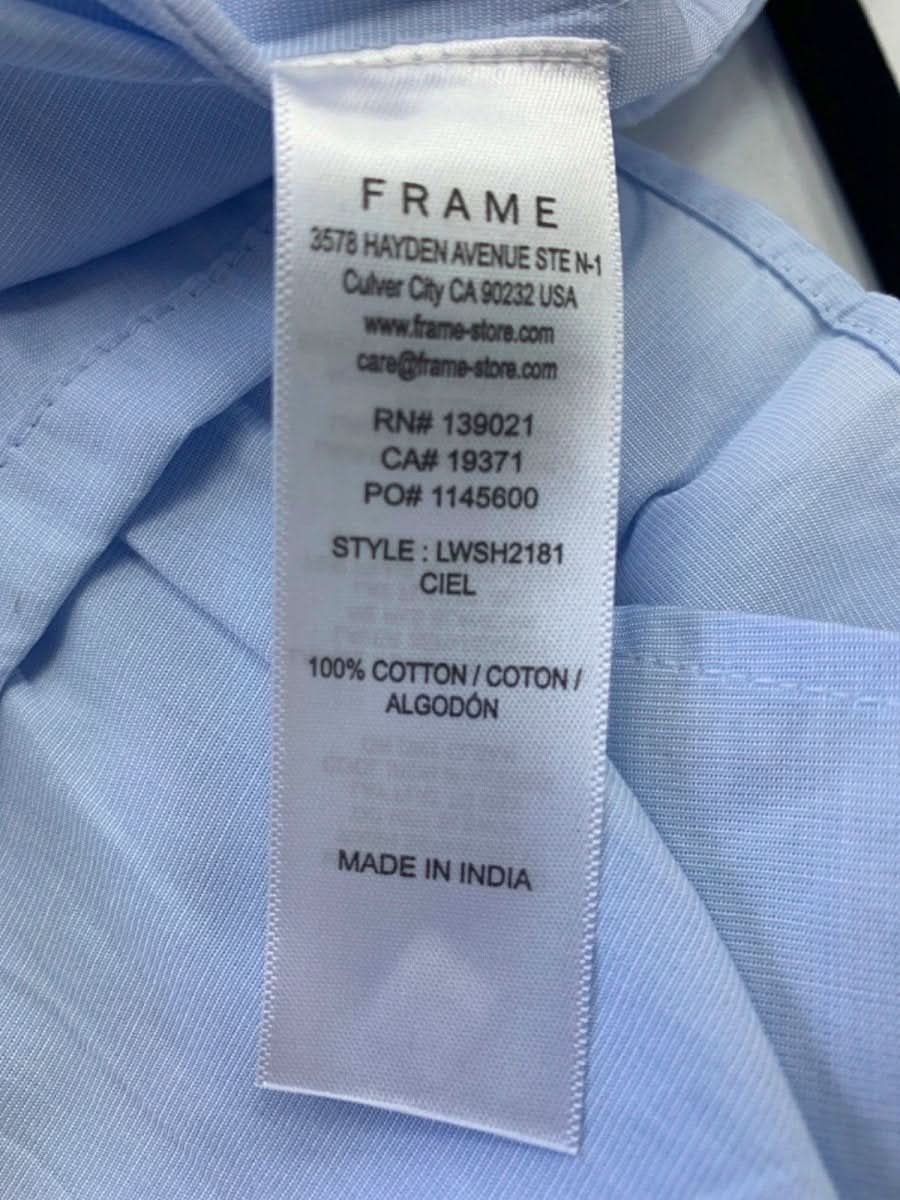 FRAME
3578 HAYDEN AVENUE STE N-1
Culver City CA 90232 USA
www.frame-store.com
care@frame-store.com
RN# 139021
CA# 19371
PO# 1145600
STYLE : LWSH2181
CIEL
100% COTTON / COTON /
ALGODÓN
MADE IN INDIA